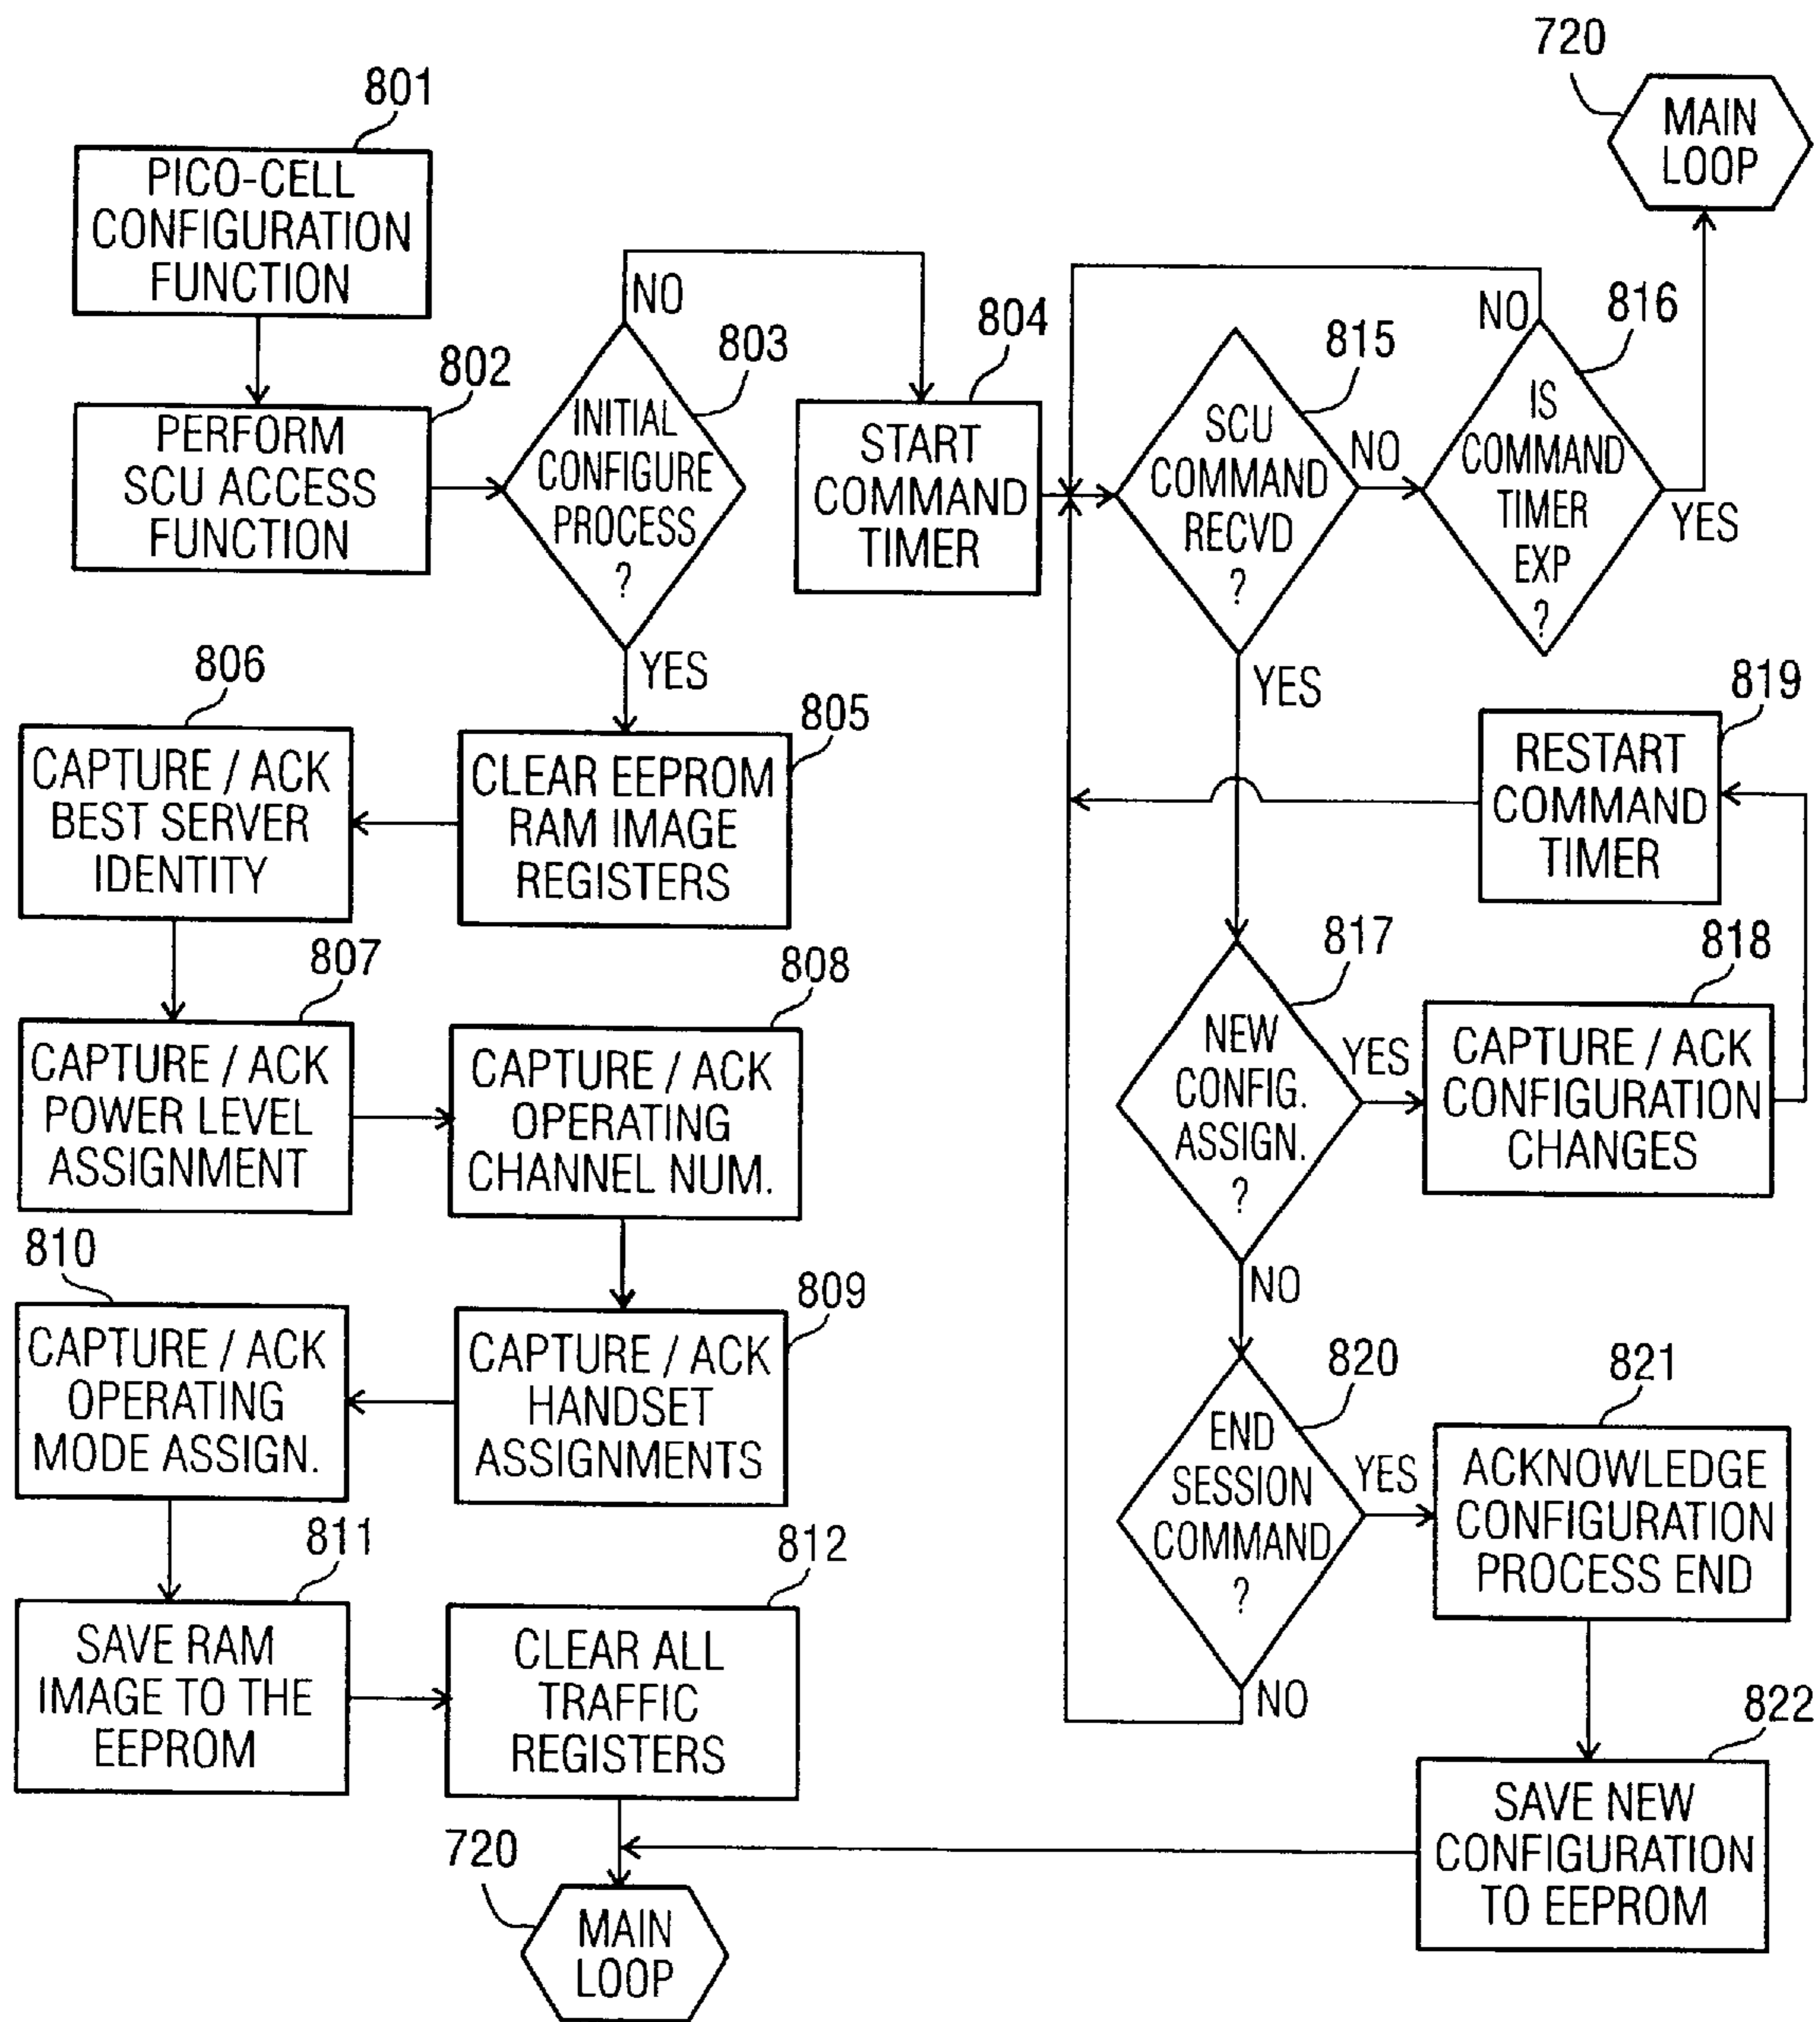 801
PICO-CELL
CONFIGURATION
FUNCTION
802
PERFORM
SCU ACCESS
FUNCTION
803
INITIAL
CONFIGURE
PROCESS
?
NO
YES
804
START
COMMAND
TIMER
815
SCU
COMMAND
RECVD
?
NO
YES
816
IS
COMMAND
TIMER
EXP
?
NO
YES
720
MAIN
LOOP
805
CLEAR EEPROM
RAM IMAGE
REGISTERS
806
CAPTURE / ACK
BEST SERVER
IDENTITY
807
CAPTURE / ACK
POWER LEVEL
ASSIGNMENT
808
CAPTURE / ACK
OPERATING
CHANNEL NUM.
809
CAPTURE / ACK
HANDSET
ASSIGNMENTS
810
CAPTURE / ACK
OPERATING
MODE ASSIGN.
811
SAVE RAM
IMAGE TO THE
EEPROM
812
CLEAR ALL
TRAFFIC
REGISTERS
720
MAIN
LOOP
817
NEW
CONFIG.
ASSIGN.
?
YES
NO
818
CAPTURE / ACK
CONFIGURATION
CHANGES
819
RESTART
COMMAND
TIMER
820
END
SESSION
COMMAND
?
YES
NO
821
ACKNOWLEDGE
CONFIGURATION
PROCESS END
822
SAVE NEW
CONFIGURATION
TO EEPROM